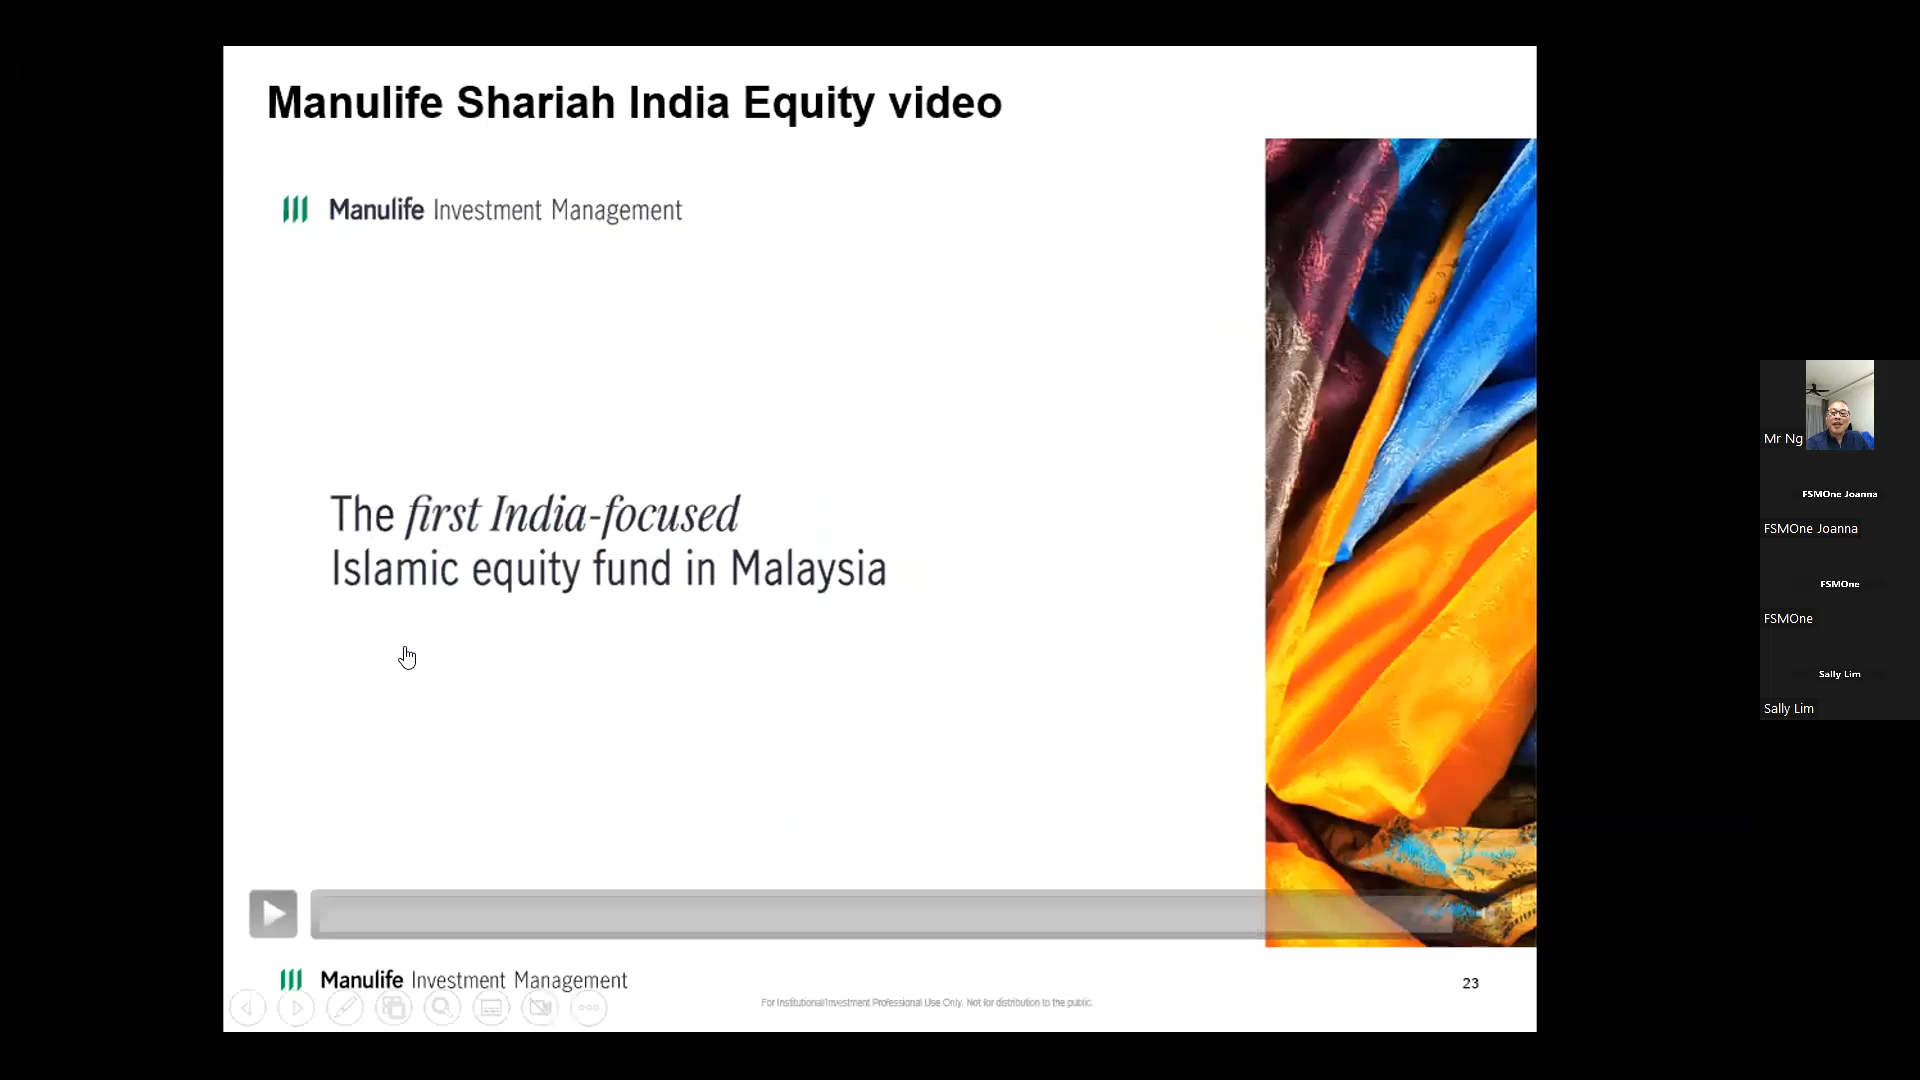 Manulife Shariah India Equity video
Manulife Investment Management
The first India-focused
Islamic equity fund in Malaysia
Manulife Investment Management
For Institutional/Investment Professional Use Only. Not for distribution to the public.
23
Mr Ng
FSMOne Joanna
FSMOne Joanna
FSMOne
FSMOne
Sally Lim
Sally Lim